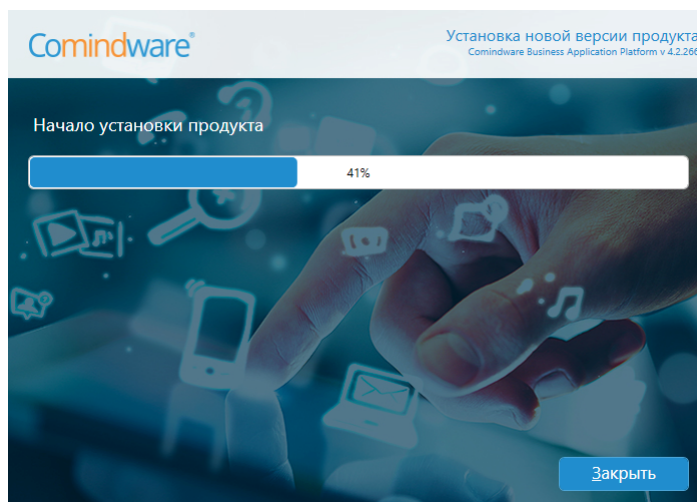 Comindware®
Установка новой версии продукта
Comindware Business Application Platform v 4.2.266
Начало установки продукта
41%
Закрыть